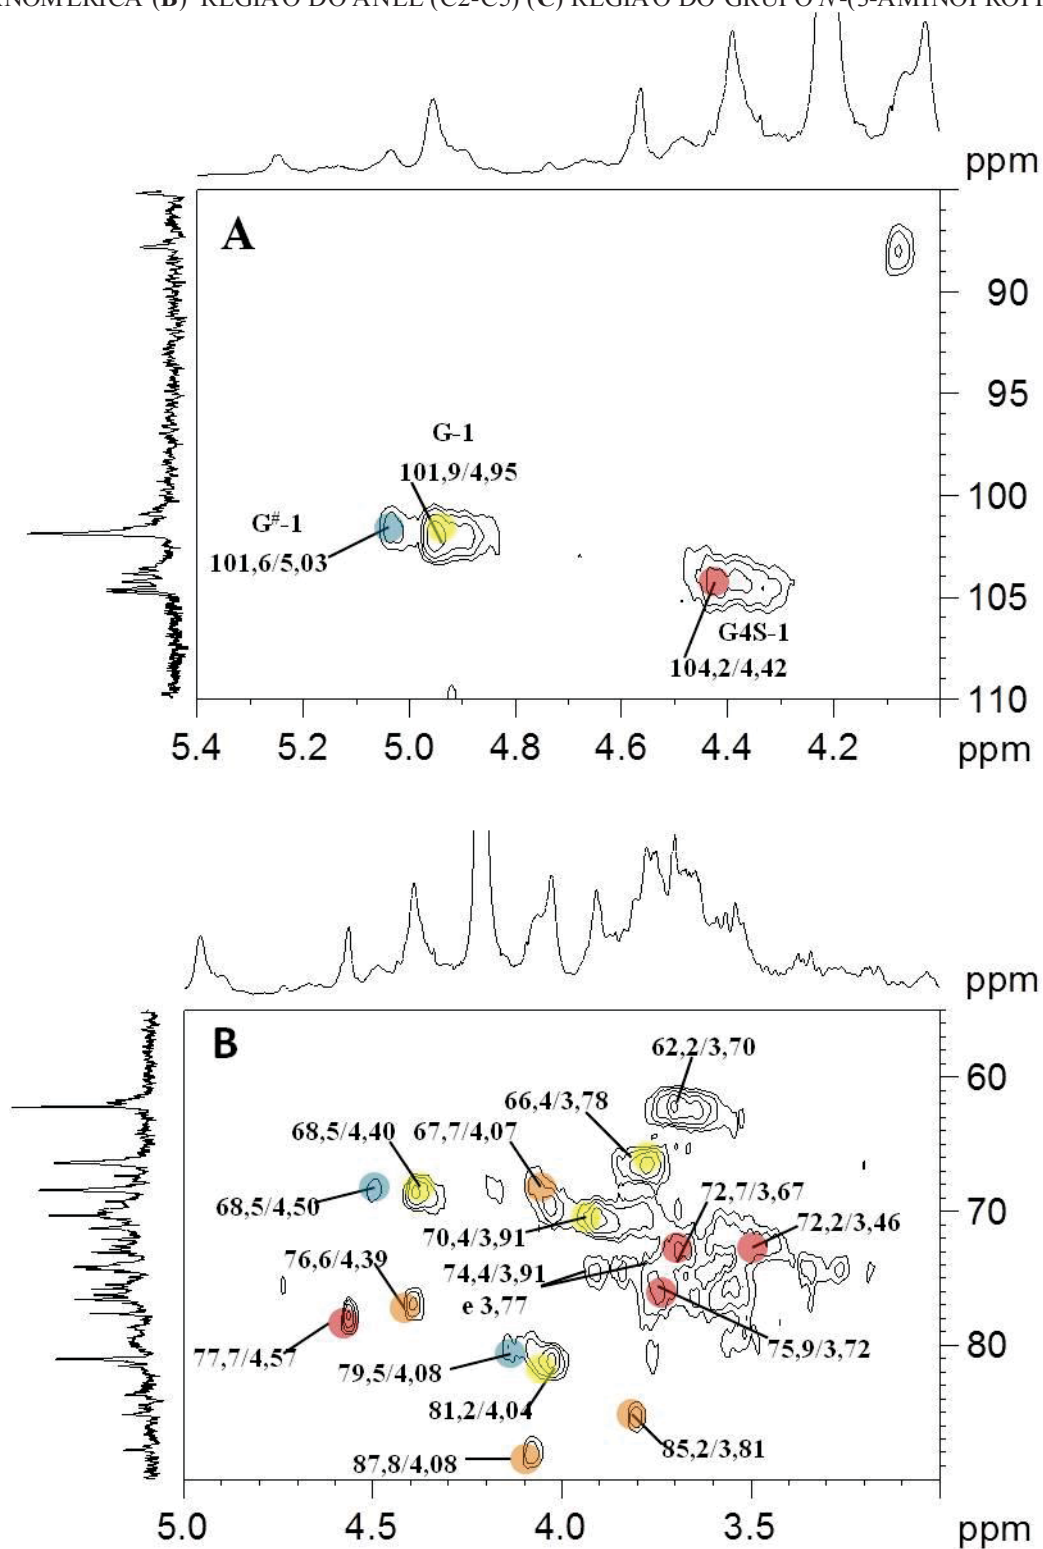 (B) REGIÃO DO ANEL (C2-C5) (C) REGIÃO DO GRUPO
ppm
A
90
95
G-1
101,9/4,95
100
G#-1
101,6/5,03
105
G4S-1
104,2/4,42
110
5.4 5.2 5.0 4.8 4.6 4.4 4.2 ppm
ppm
B
62,2/3,70
60
66,4/3,78
68,5/4,40 67,7/4,07
72,7/3,67
68,5/4,50
70
72,2/3,46
70,4/3,91
76,6/4,39
74,4/3,91
e 3,77
77,7/4,57
75,9/3,72
80
79,5/4,08
81,2/4,04
85,2/3,81
87,8/4,08
5.0 4.5 4.0 3.5 ppm